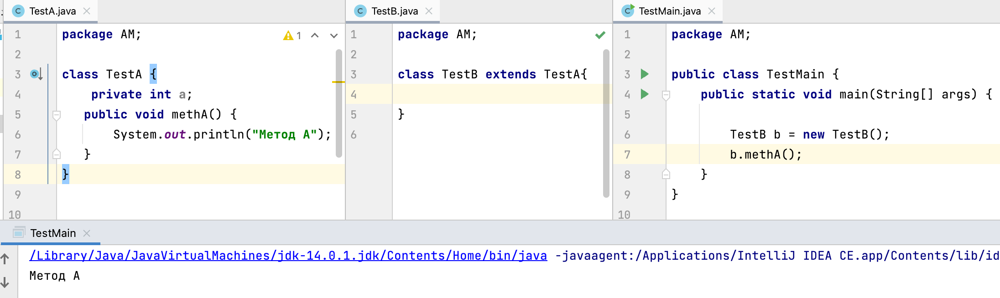 TestA.java
1 package AM;
2
3 class TestA {
4 private int a;
5 public void methA() {
6 System.out.println("Метод А");
7 }
8 }
9
10
1
TestB.java
1 package AM;
2
3 class TestB extends TestA{
4
5 }
6
TestMain.java
1 package AM;
2
3 public class TestMain {
4 public static void main(String[] args) {
5
6 TestB b = new TestB();
7 b.methA();
8 }
9 }
10
TestMain
/Library/Java/JavaVirtualMachines/jdk-14.0.1.jdk/Contents/Home/bin/java -javaagent:/Applications/IntelliJ IDEA CE.app/Contents/lib/id
Метод А